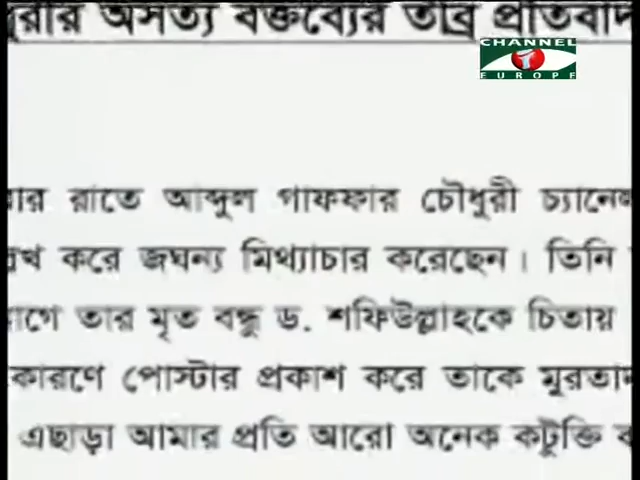 অসত্য বক্তব্যের তীব্র প্রতিবাদ
CHANNEL
EUROPE
রাতে আব্দুল গাফফার চৌধুরী
করে জঘন্য মিথ্যাচার করেছেন। তিনি
তার মৃত বন্ধু ড. শফিউল্লাহকে চিতায়
কারণে পোস্টার প্রকাশ করে তাকে
এছাড়া আমার প্রতি আরো অনেক কটুক্তি